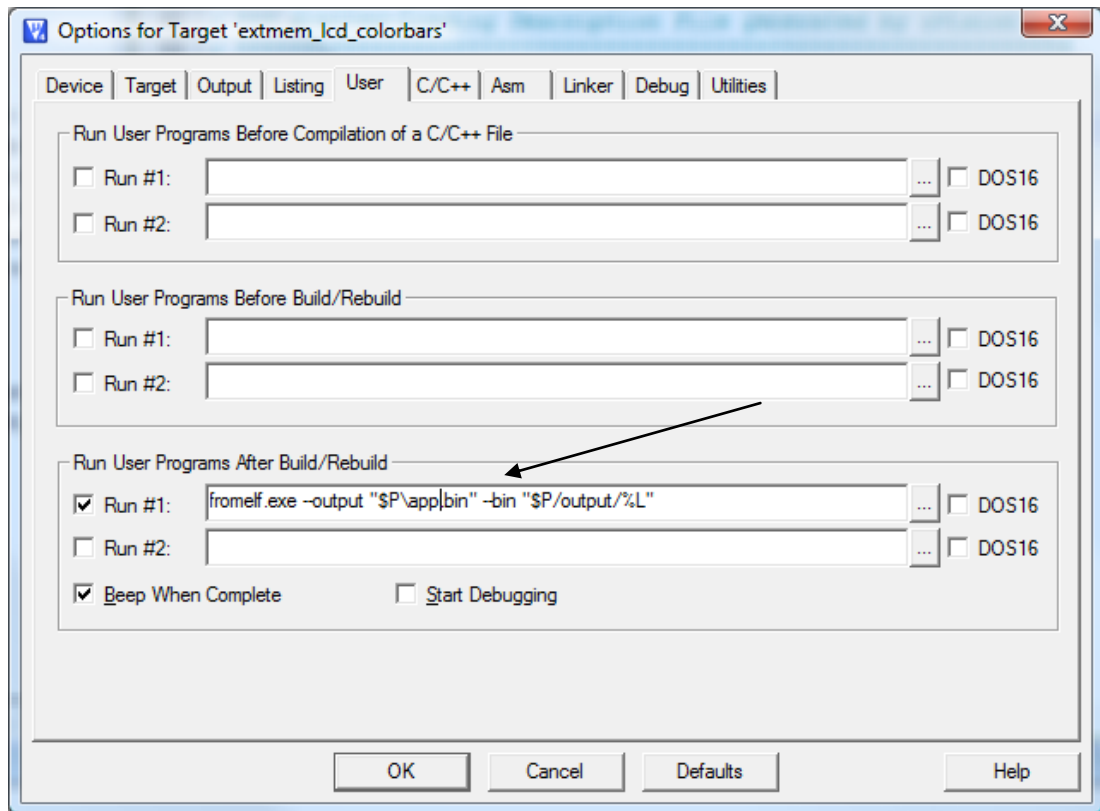 Options for Target 'extmem_lcd_colorbars'
Device Target Output Listing User C/C++ Asm Linker Debug Utilities
Run User Programs Before Compilation of a C/C++ File
Run #1: ... DOS16
Run #2: ... DOS16
Run User Programs Before Build/Rebuild
Run #1: ... DOS16
Run #2: ... DOS16
Run User Programs After Build/Rebuild
Run #1: fromelf.exe --output "$P\app.bin" --bin "$P/output/%L" ... DOS16
Run #2: ... DOS16
Beep When Complete Start Debugging
OK Cancel Defaults Help